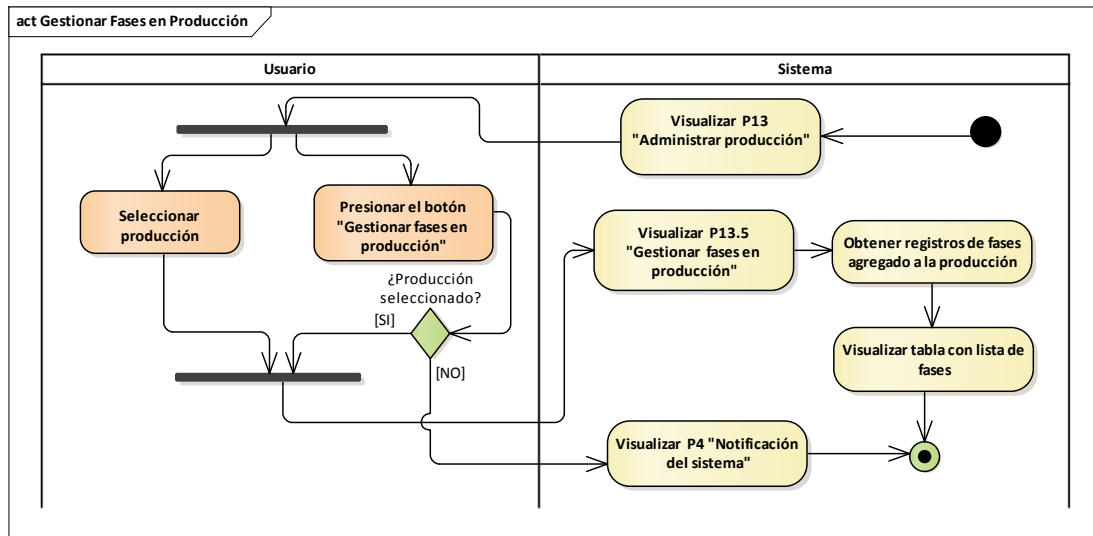 act Gestionar Fases en Producción
Usuario
Sistema
Visualizar P13
"Administrar producción"
Seleccionar
producción
Presionar el botón
"Gestionar fases en
producción"
Visualizar P13.5
"Gestionar fases en
producción"
Obtener registros de fases
agregado a la producción
¿Producción
seleccionado?
[SI]
[NO]
Visualizar tabla con lista de
fases
Visualizar P4 "Notificación
del sistema"